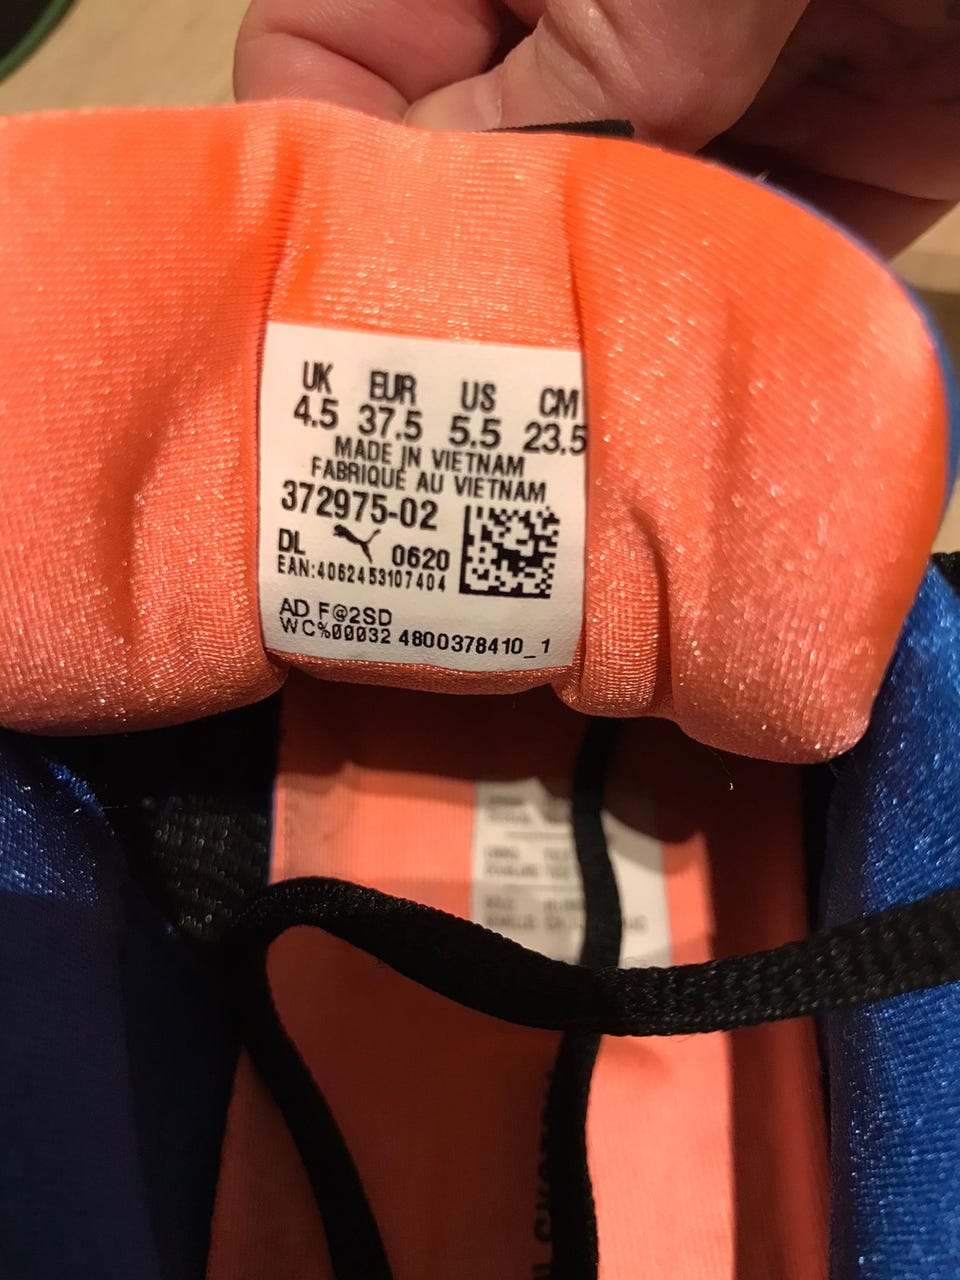 UK EUR US CM
4.5 37.5 5.5 23.5
MADE IN VIETNAM
FABRIQUÉ AU VIETNAM
372975-02
DL 0620
EAN:4062453107404
AD F@2SD
WC%00032 4800378410_1